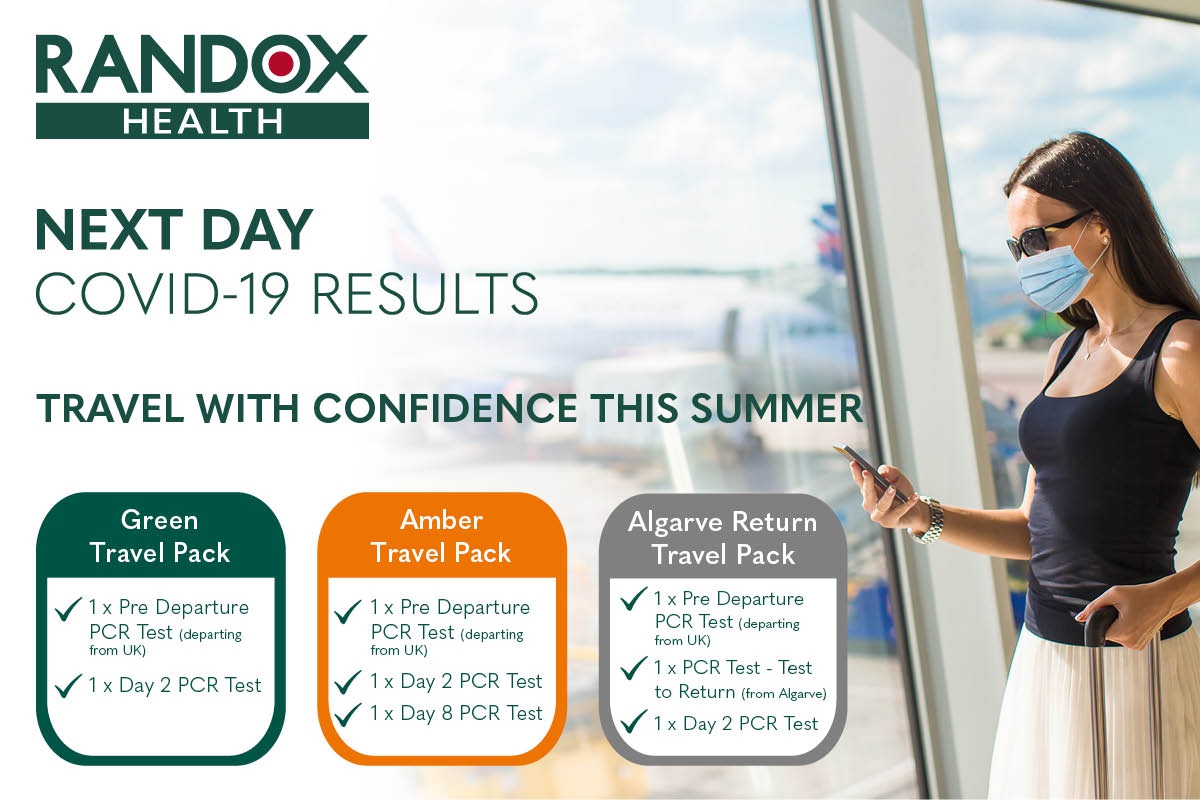 RANDOX
HEALTH
NEXT DAY
COVID-19 RESULTS
TRAVEL WITH CONFIDENCE THIS SUMMER
Green
Travel Pack
1 x Pre Departure
PCR Test (departing
from UK)
1 x Day 2 PCR Test
Amber
Travel Pack
1 x Pre Departure
PCR Test (departing
from UK)
1 x Day 2 PCR Test
1 x Day 8 PCR Test
Algarve Return
Travel Pack
1 x Pre Departure
PCR Test (departing
from UK)
1 x PCR Test - Test
to Return (from Algarve)
1 x Day 2 PCR Test